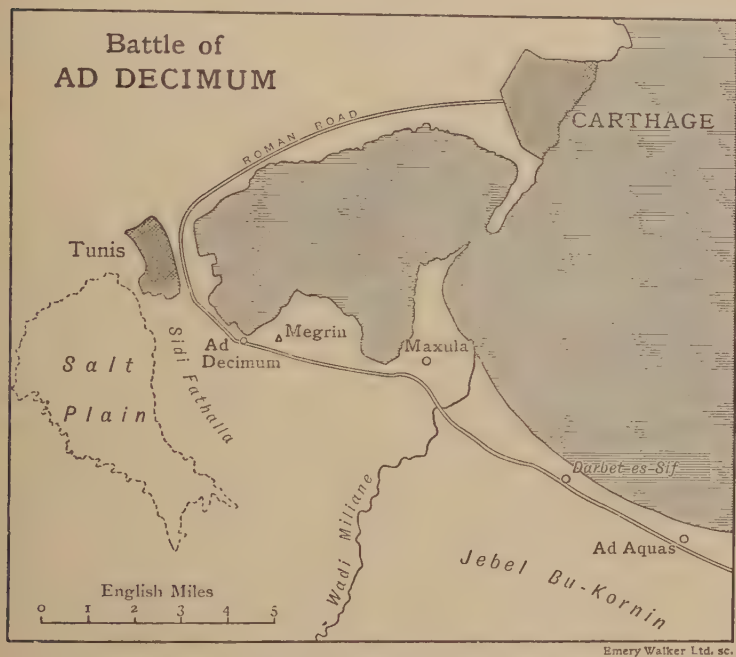 Battle of
AD DECIMUM
CARTHAGE
ROMAN ROAD
Tunis
Sidi Fathalla
Salt
Plain
Ad
Decimum
Megrin
Maxula
Darbet-es-Sif
Ad Aquas
Wadi Miliane
Jebel Bu-Kornin
English Miles
0 1 2 3 4 5
Emery Walker Ltd. sc.